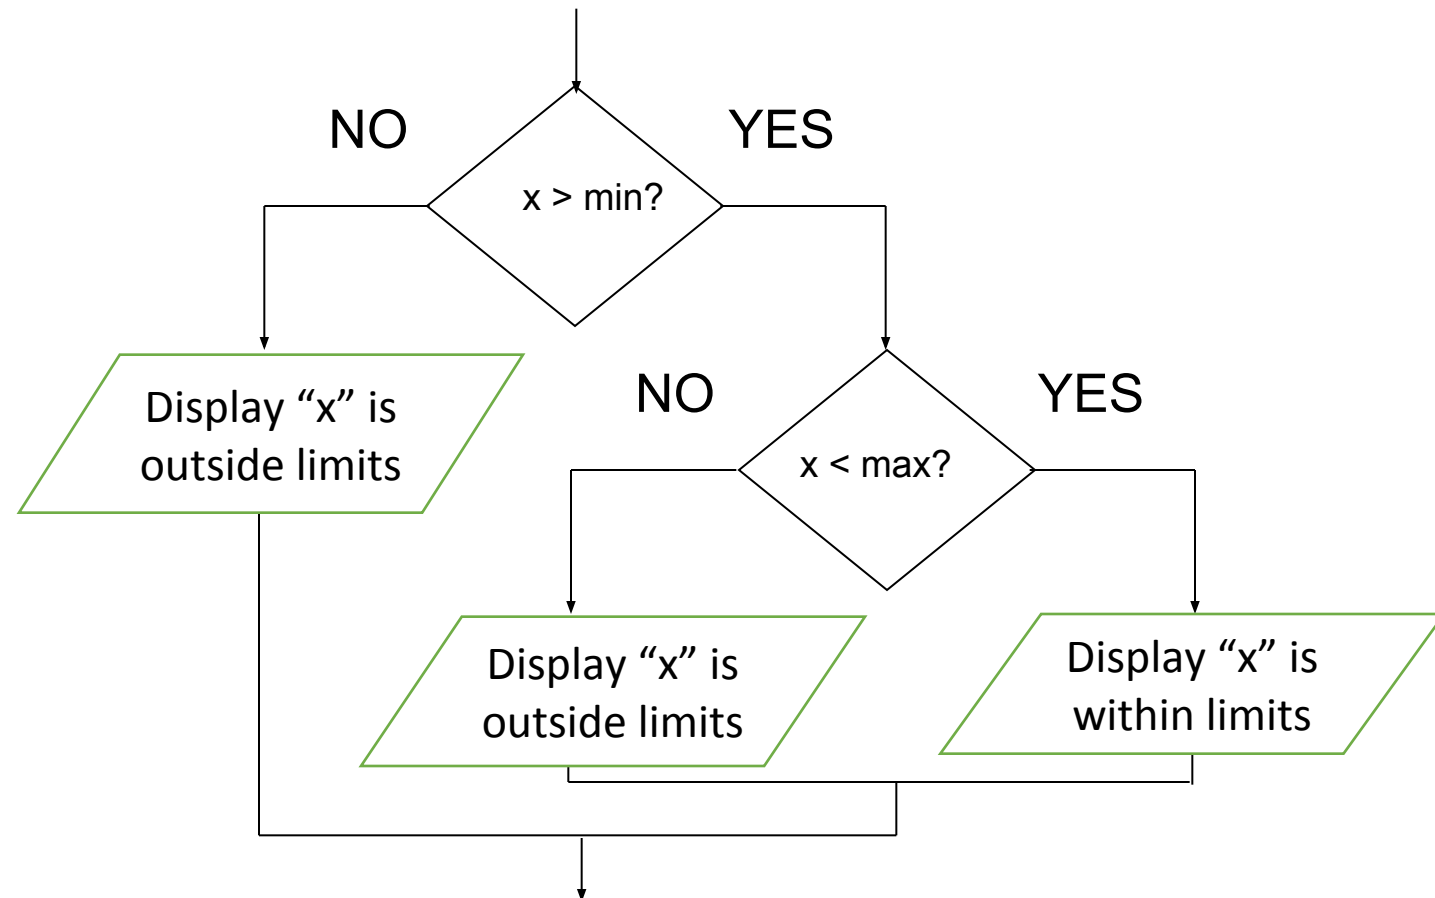 NO
YES
x > min?
Display “x” is
outside limits
NO
YES
x < max?
Display “x” is
outside limits
Display “x” is
within limits